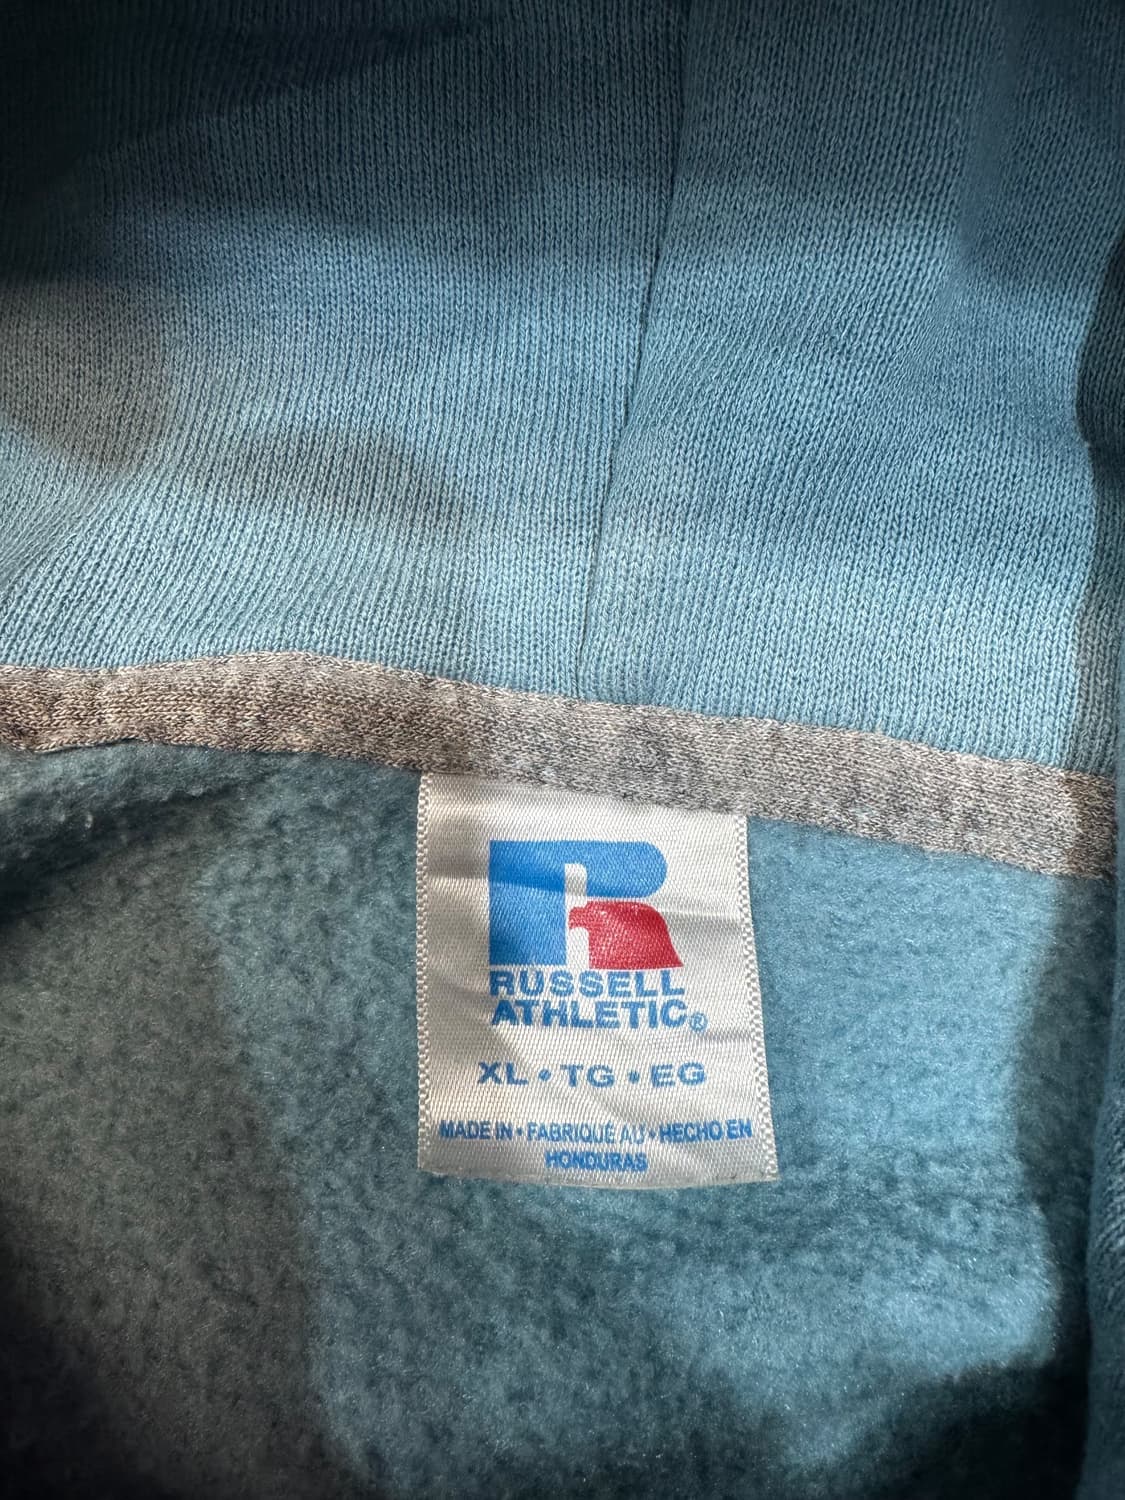 R
RUSSELL
ATHLETIC®
XL • TG • EG
MADE IN • FABRIQUE AU • HECHO EN
HONDURAS